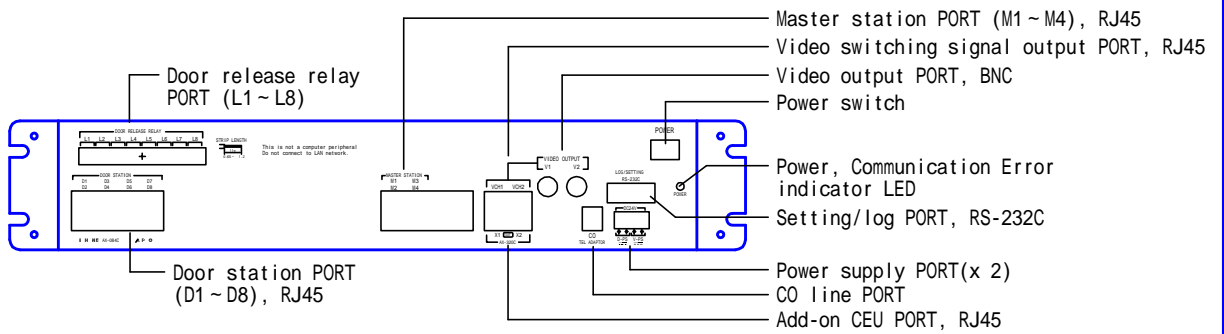 Master station PORT (M1~M4), RJ45
Video switching signal output PORT, RJ45
Video output PORT, BNC
Power switch
Door release relay
PORT (L1~L8)
DOOR RELEASE RELAY
L1 L2 L3 L4 L5 L6 L7 L8
STRIP LENGTH
This is not a computer peripheral
Do not connect to LAN network.
POWER
VIDEO OUTPUT
V1 V2
DOOR STATION
D1 D3 D5 D7
D2 D4 D6 D8
MASTER STATION
M1 M3
M2 M4
VCH1 VCH2
LOG/SETTING
RS-232C
POWER
Power, Communication Error
indicator LED
Setting/log PORT, RS-232C
DC24V
CO
TEL ADAPTOR
D-PS V-PS
X1 X2
Door station PORT
(D1~D8), RJ45
Power supply PORT(x 2)
CO line PORT
Add-on CEU PORT, RJ45